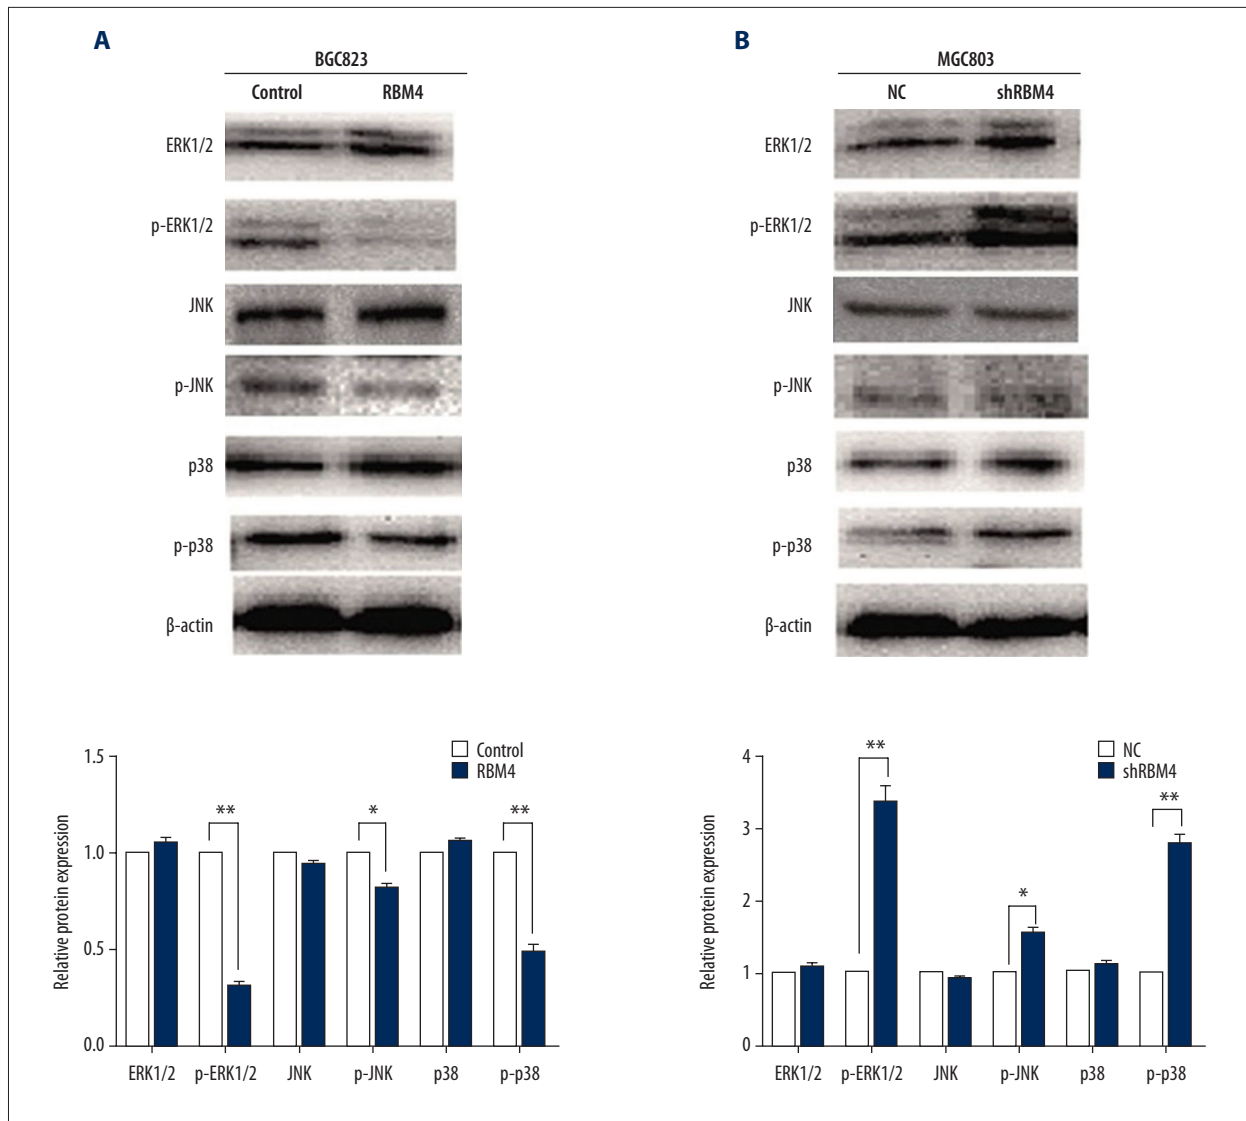 A
BGC823
Control RBM4
ERK1/2
p-ERK1/2
JNK
p-JNK
p38
p-p38
β-actin
1.5
1.0
0.5
0.0
Relative protein expression
Control
RBM4
**
*
**
ERK1/2 p-ERK1/2 JNK p-JNK p38 p-p38
B
MGC803
NC shRBM4
ERK1/2
p-ERK1/2
JNK
p-JNK
p38
p-p38
β-actin
4
3
2
1
0
Relative protein expression
NC
shRBM4
**
*
**
ERK1/2 p-ERK1/2 JNK p-JNK p38 p-p38